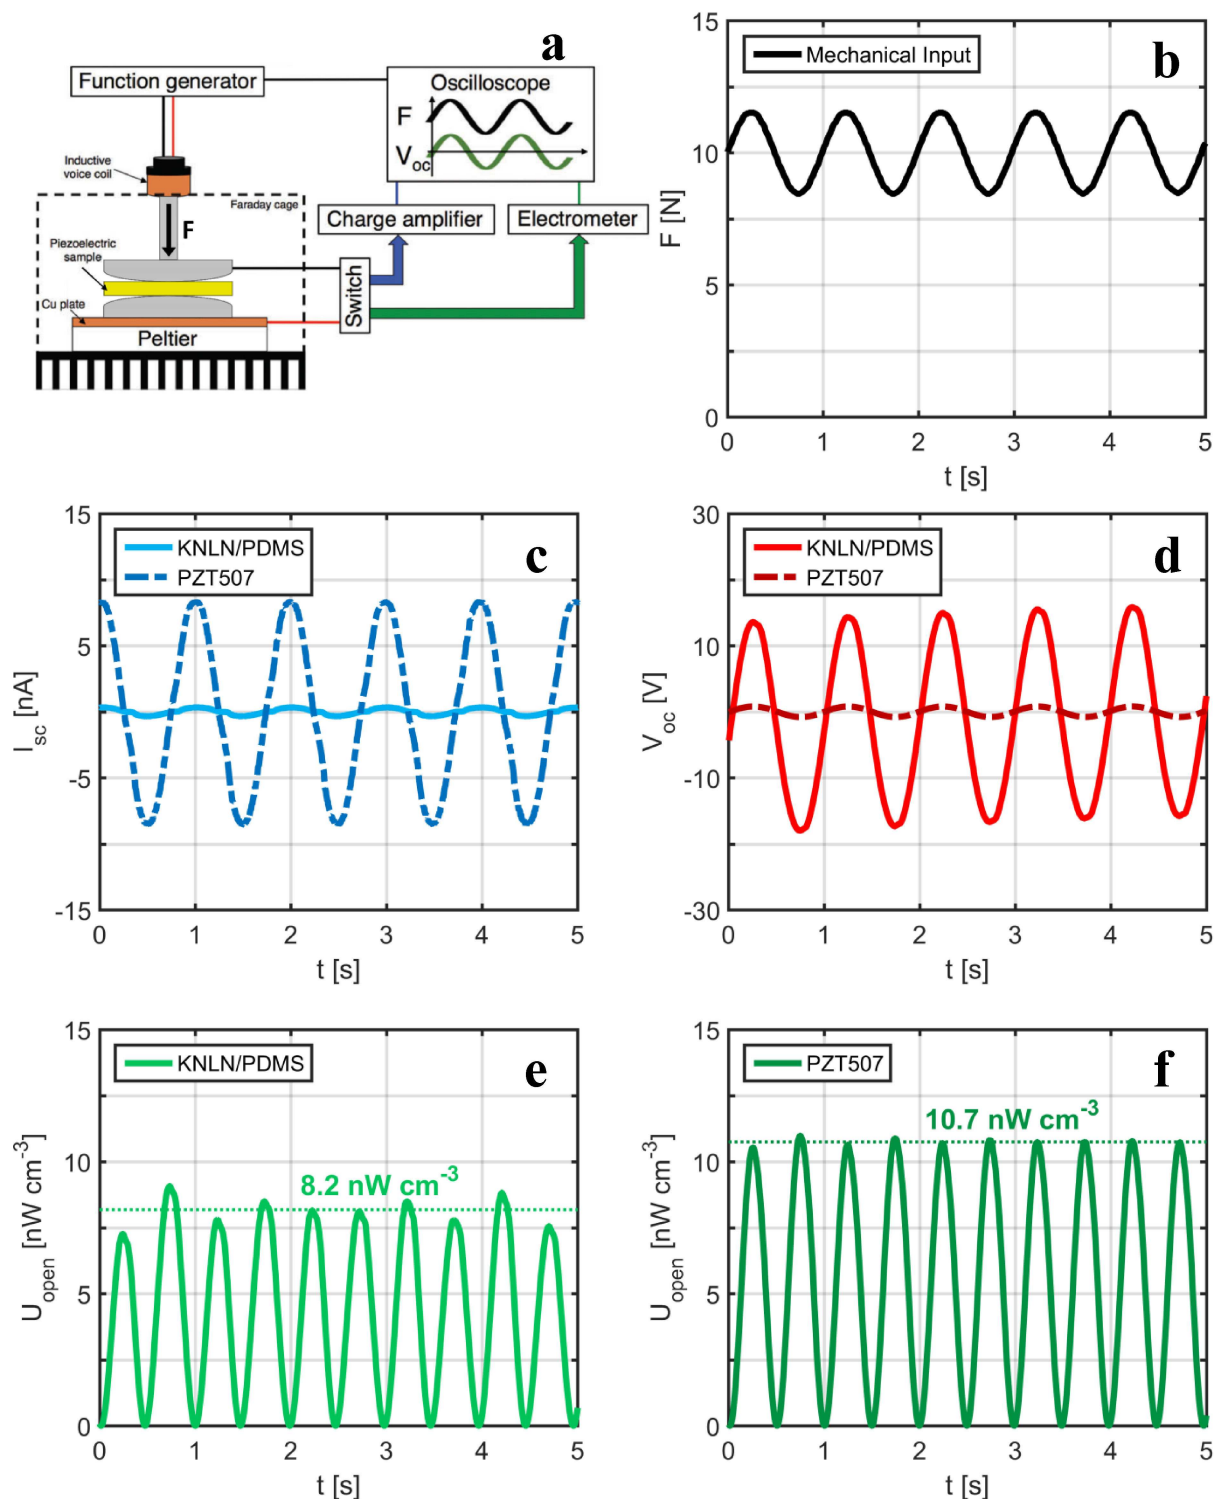 a
Function generator
Oscilloscope
F
V_oc
Inductive
voice coil
Faraday cage
F
Charge amplifier
Electrometer
Piezoelectric
sample
Cu plate
Switch
Peltier
b
Mechanical Input
15
10
5
0
F [N]
0 1 2 3 4 5
t [s]
c
KNLN/PDMS
PZT507
15
5
-5
-15
I_sc [nA]
0 1 2 3 4 5
t [s]
d
KNLN/PDMS
PZT507
30
10
-10
-30
V_oc [V]
0 1 2 3 4 5
t [s]
e
KNLN/PDMS
8.2 nW cm^-3
15
10
5
0
U_open [nW cm^-3]
0 1 2 3 4 5
t [s]
f
PZT507
10.7 nW cm^-3
15
10
5
0
U_open [nW cm^-3]
0 1 2 3 4 5
t [s]